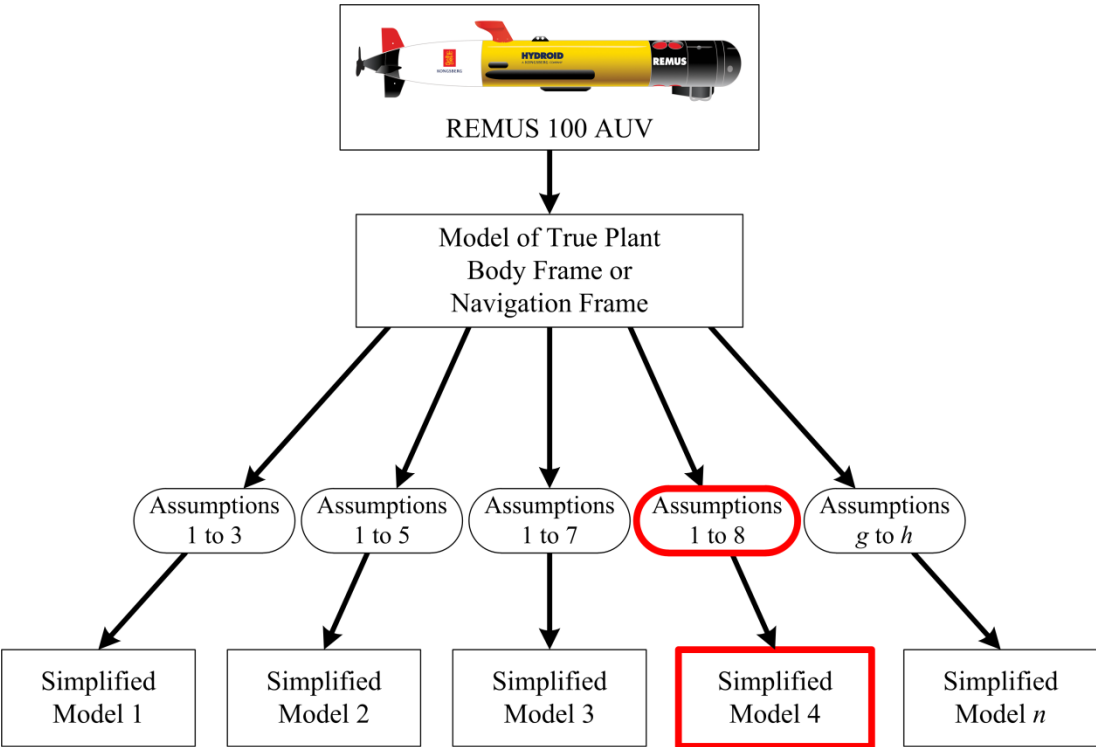 HYDROID
REMUS
KONGSBERG
REMUS 100 AUV
Model of True Plant
Body Frame or
Navigation Frame
Assumptions
1 to 3
Assumptions
1 to 5
Assumptions
1 to 7
Assumptions
1 to 8
Assumptions
g to h
Simplified
Model 1
Simplified
Model 2
Simplified
Model 3
Simplified
Model 4
Simplified
Model n